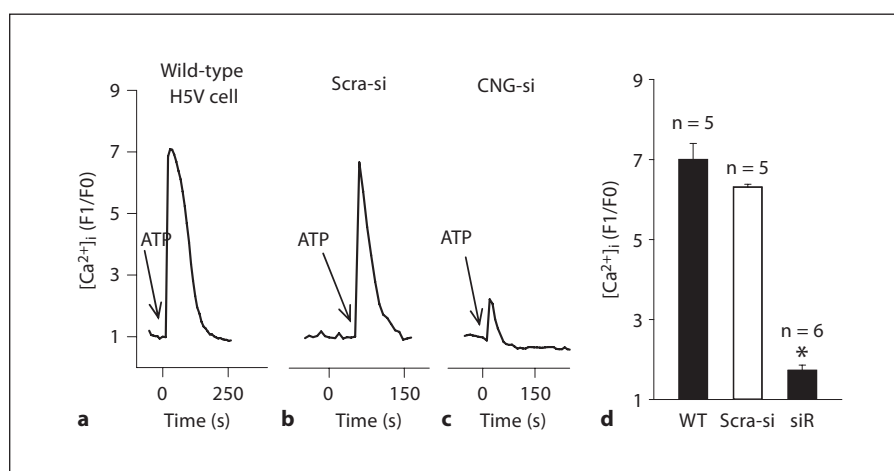 Wild-type
H5V cell
Scra-si
CNG-si
[Ca²⁺]ᵢ (F1/F0)
9
7
5
3
1
ATP
ATP
ATP
0
250
0
150
0
150
Time (s)
Time (s)
Time (s)
a
b
c
[Ca²⁺]ᵢ (F1/F0)
9
7
6
2
1
n = 5
n = 5
n = 6
*
WT
Scra-si
siR
d